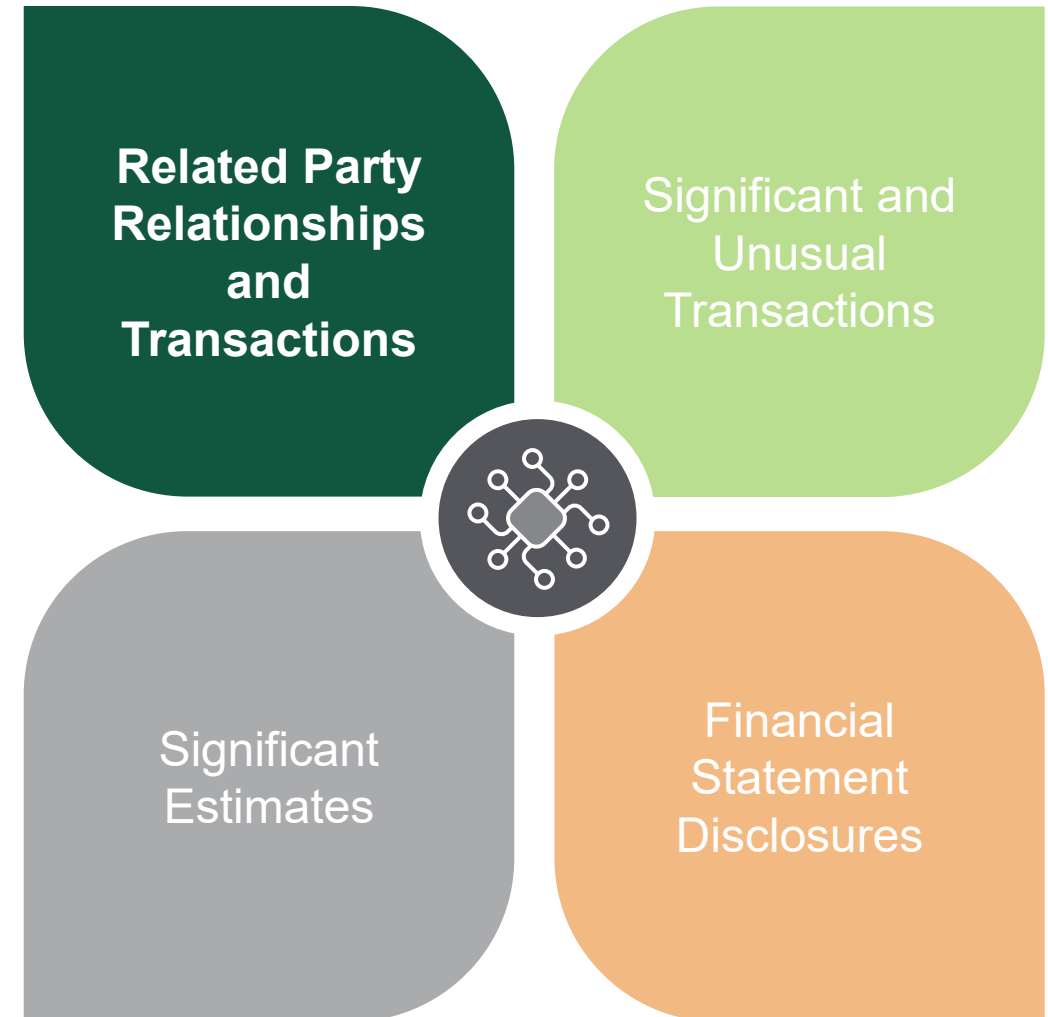 Related Party
Relationships
and
Transactions
Significant and
Unusual
Transactions
Significant
Estimates
Financial
Statement
Disclosures